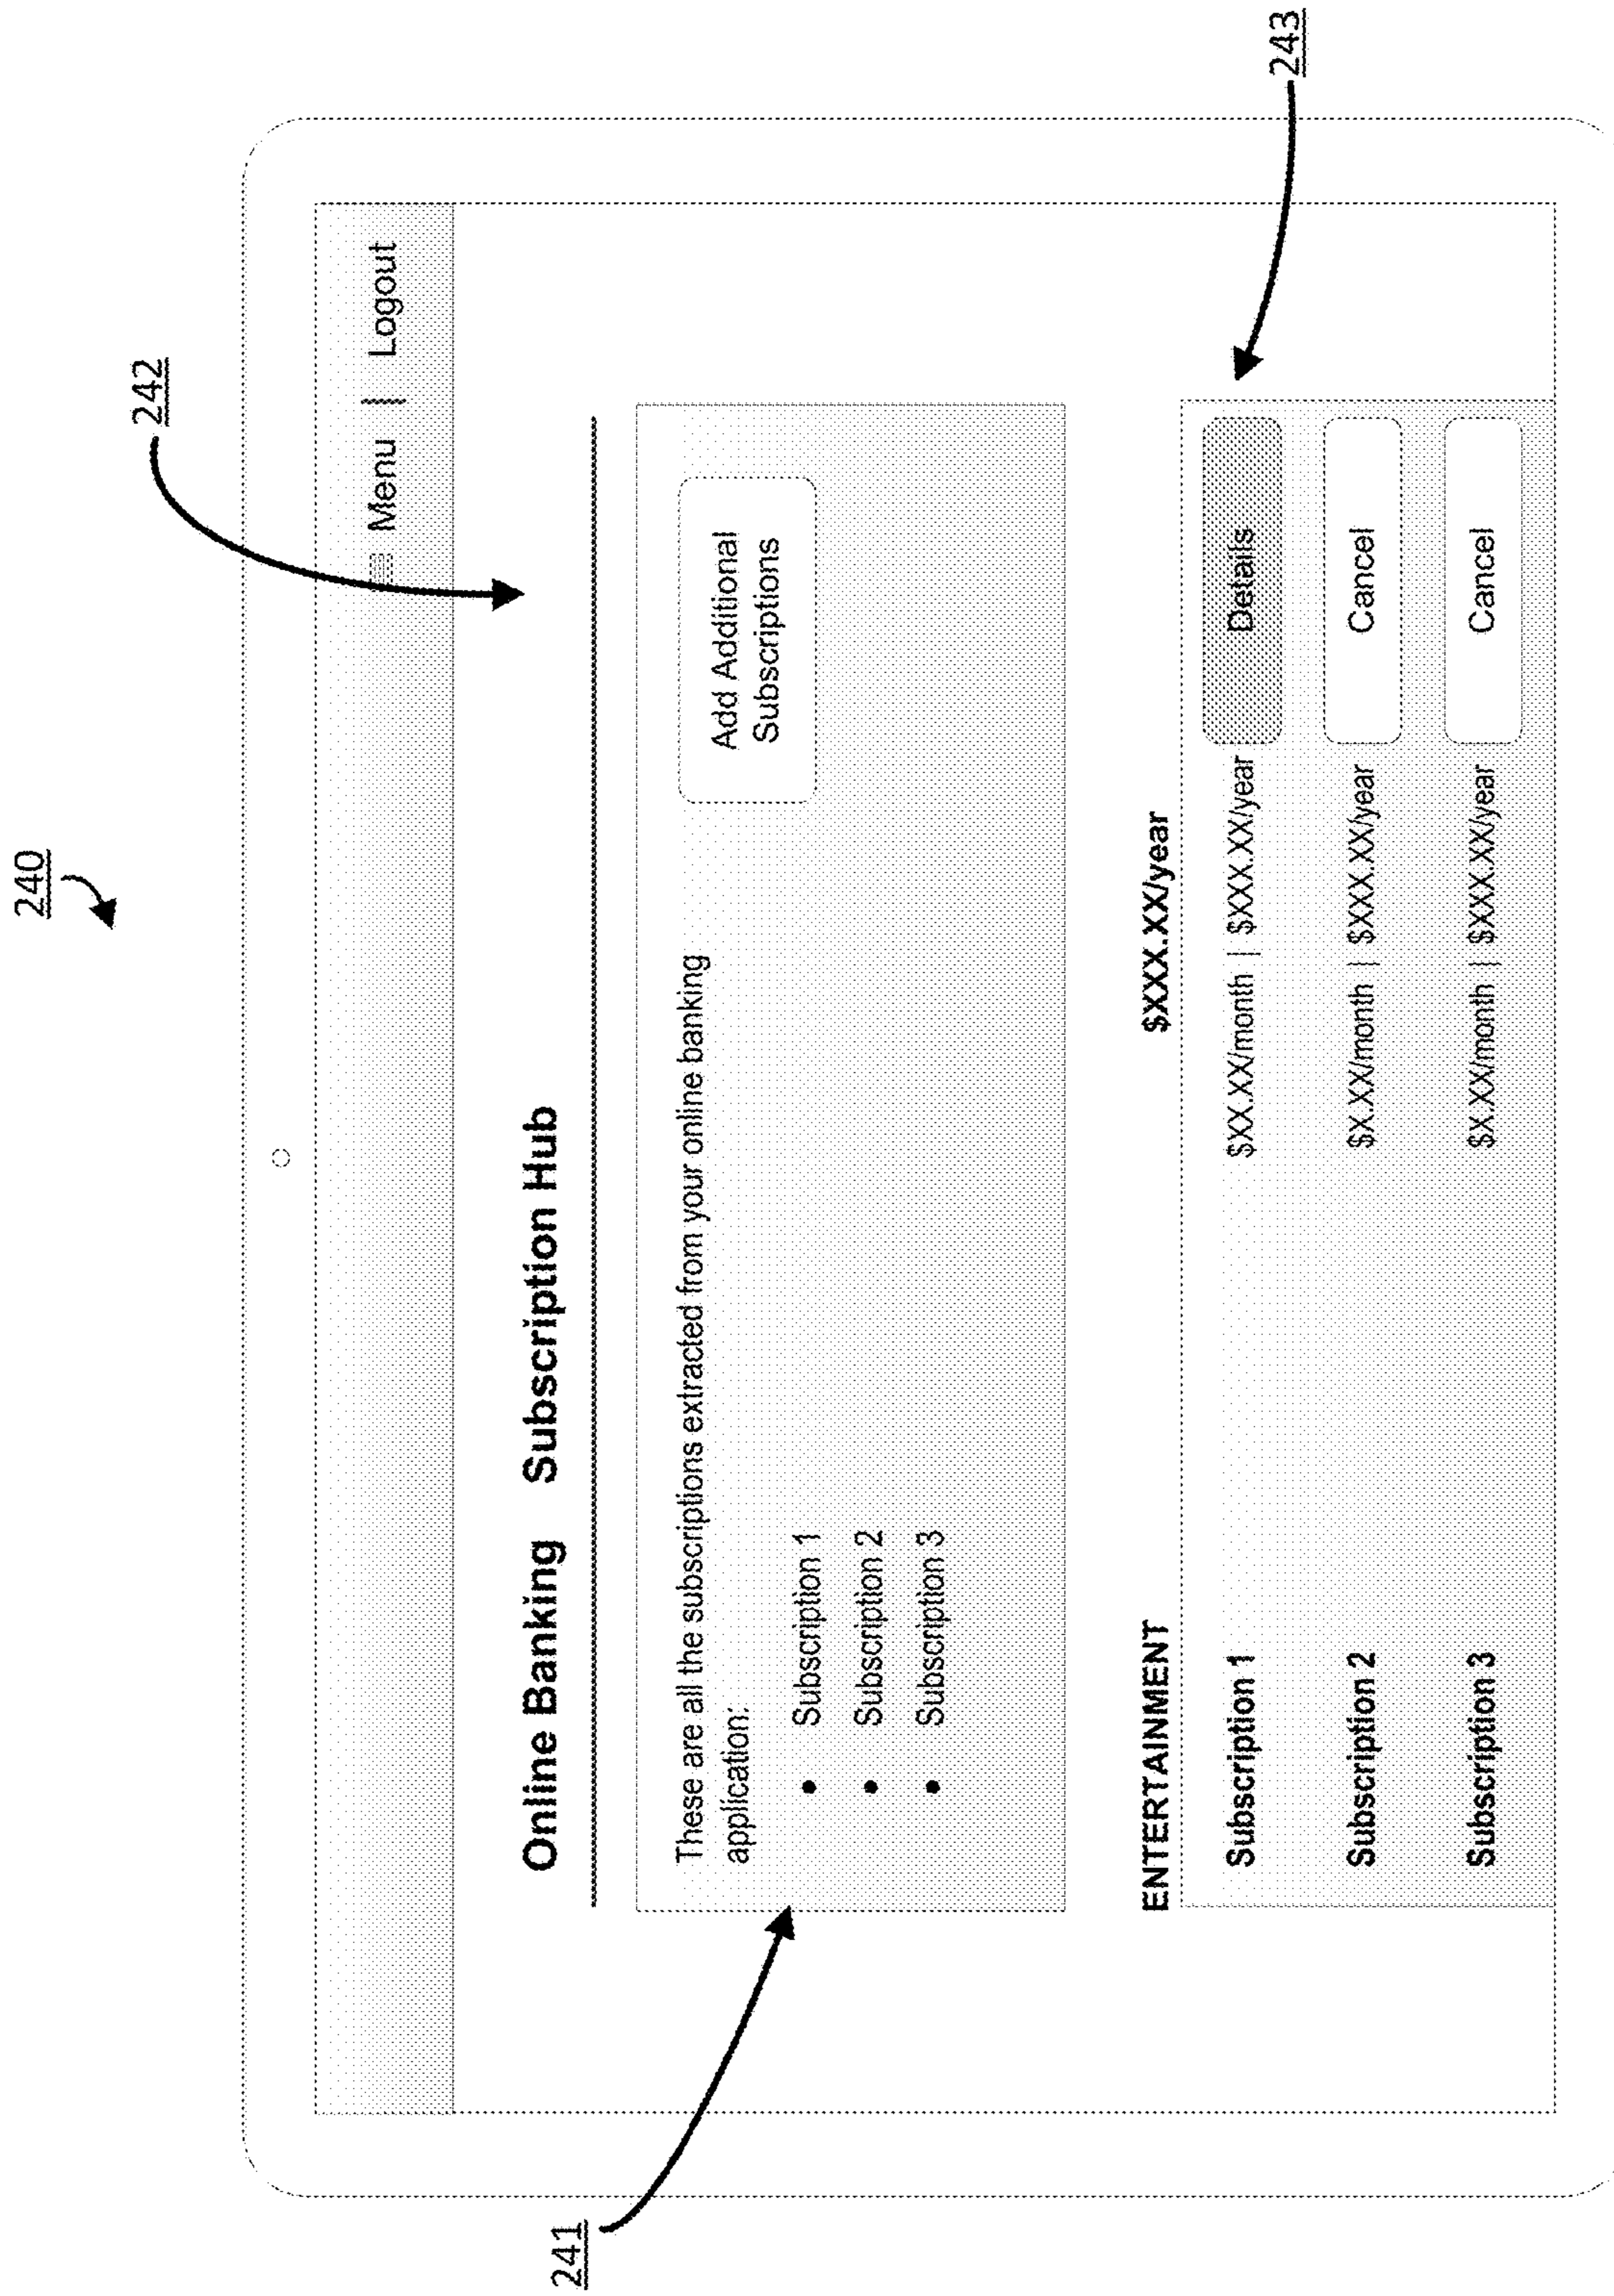 240
242
Menu | Logout
Online Banking Subscription Hub
241
These are all the subscriptions extracted from your online banking
application:
• Subscription 1
• Subscription 2
• Subscription 3
Add Additional
Subscriptions
ENTERTAINMENT $XXX.XX/year
243
Subscription 1 $XX.XX/month | $XXX.XX/year Details
Subscription 2 $X.XX/month | $XXX.XX/year Cancel
Subscription 3 $X.XX/month | $XXX.XX/year Cancel